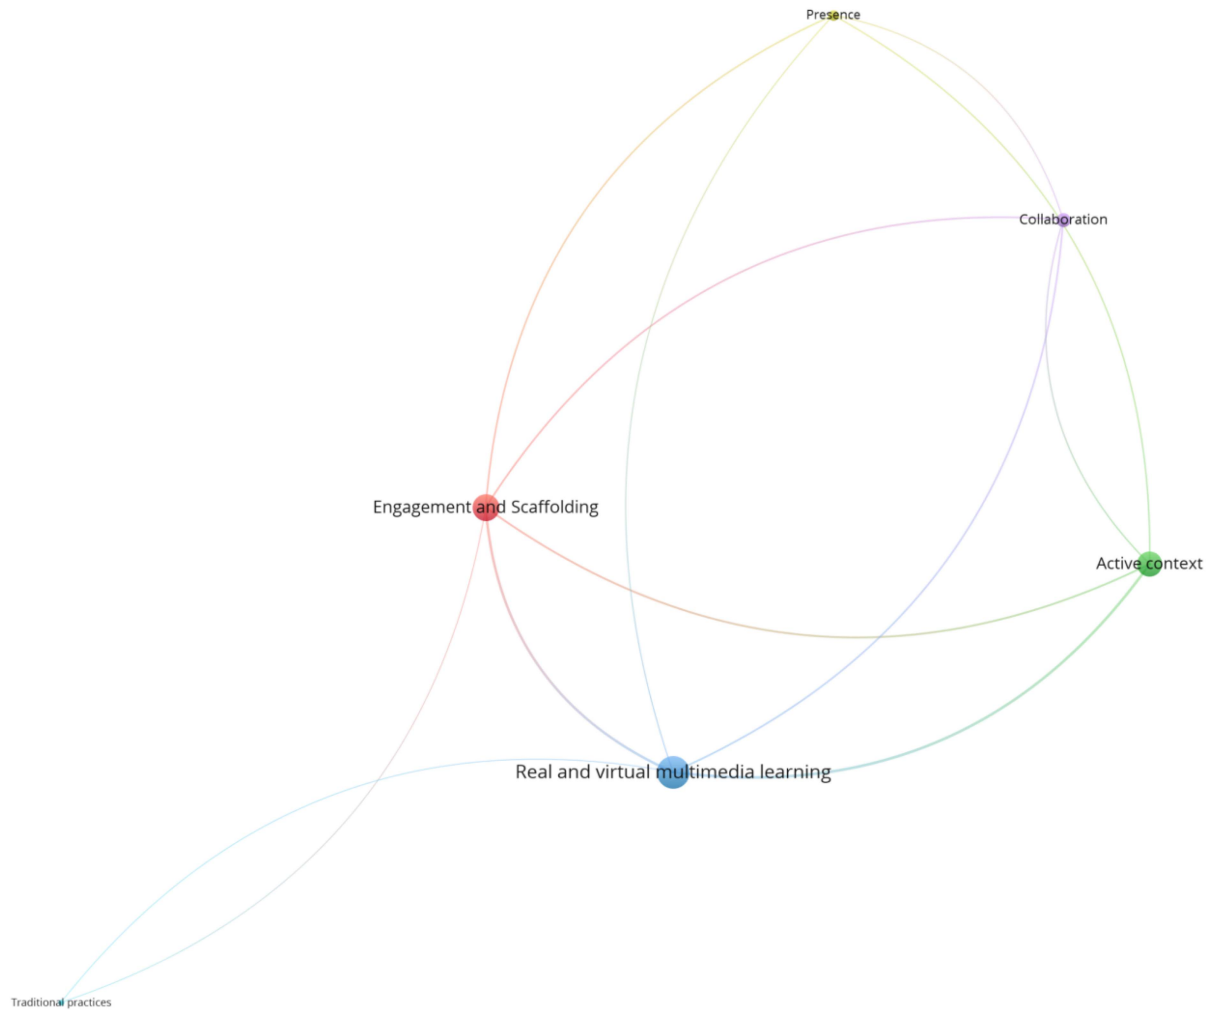 Presence
Collaboration
Engagement and Scaffolding
Active context
Real and virtual multimedia learning
Traditional practices